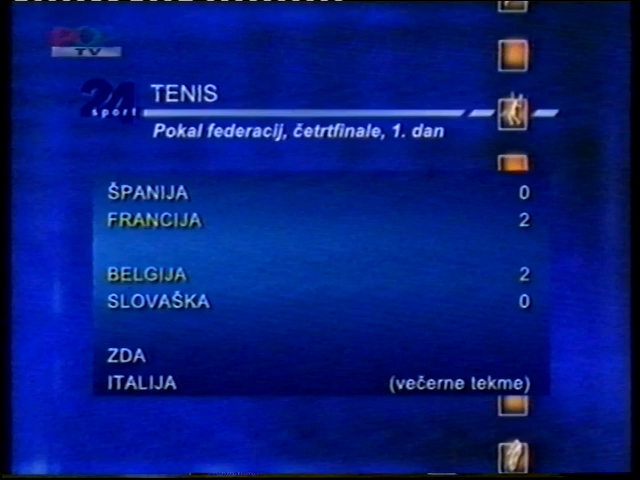 POP
TV
24
sport
TENIS
Pokal federacij, četrtfinale, 1. dan
ŠPANIJA 0
FRANCIJA 2
BELGIJA 2
SLOVAŠKA 0
ZDA
ITALIJA (večerne tekme)